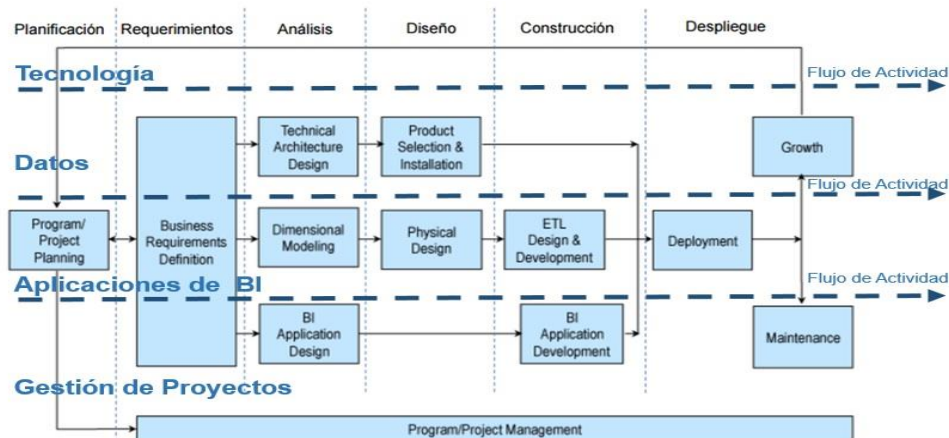 Planificación Requerimientos Análisis Diseño Construcción Despliegue
Tecnología
Flujo de Actividad
Technical
Architecture
Design
Product
Selection &
Installation
Growth
Datos
Flujo de Actividad
Program/
Project
Planning
Business
Requirements
Definition
Dimensional
Modeling
Physical
Design
ETL
Design &
Development
Deployment
Aplicaciones de BI
Flujo de Actividad
BI
Application
Design
BI
Application
Development
Maintenance
Gestión de Proyectos
Program/Project Management